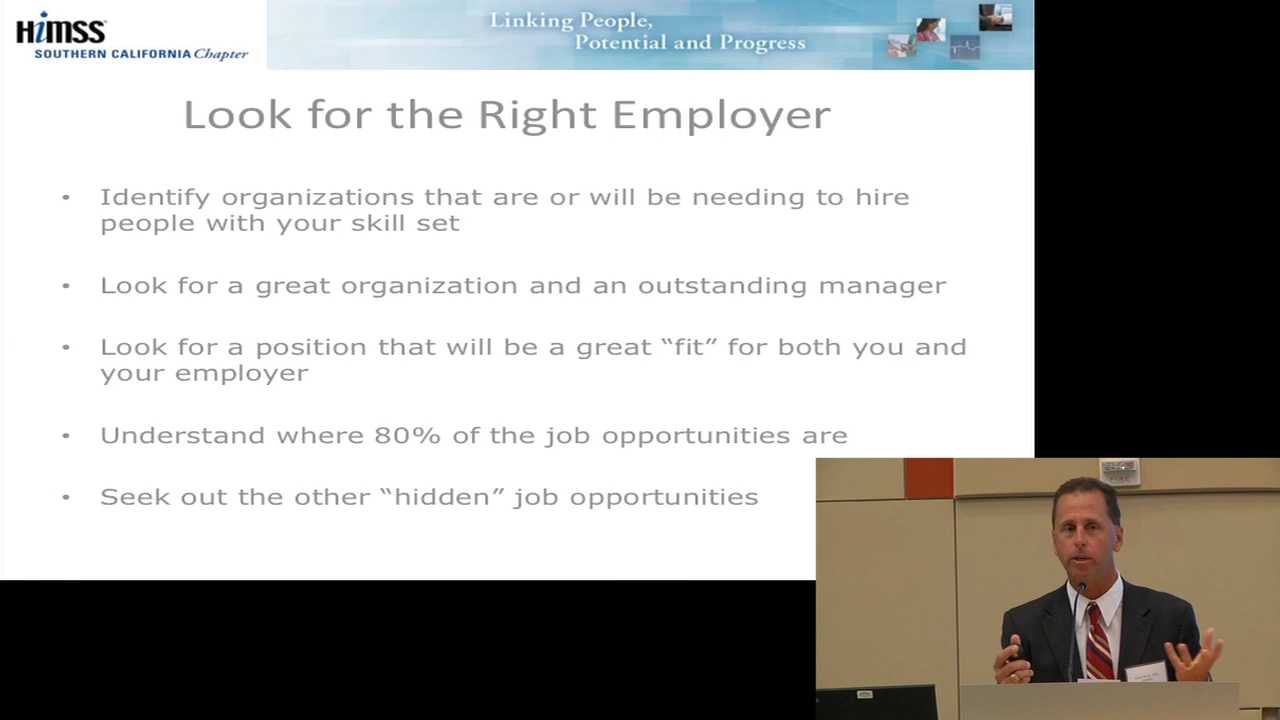 HiMSS
SOUTHERN CALIFORNIA Chapter
Linking People,
Potential and Progress
Look for the Right Employer
• Identify organizations that are or will be needing to hire
people with your skill set
• Look for a great organization and an outstanding manager
• Look for a position that will be a great “fit” for both you and
your employer
• Understand where 80% of the job opportunities are
• Seek out the other “hidden” job opportunities
FIRE